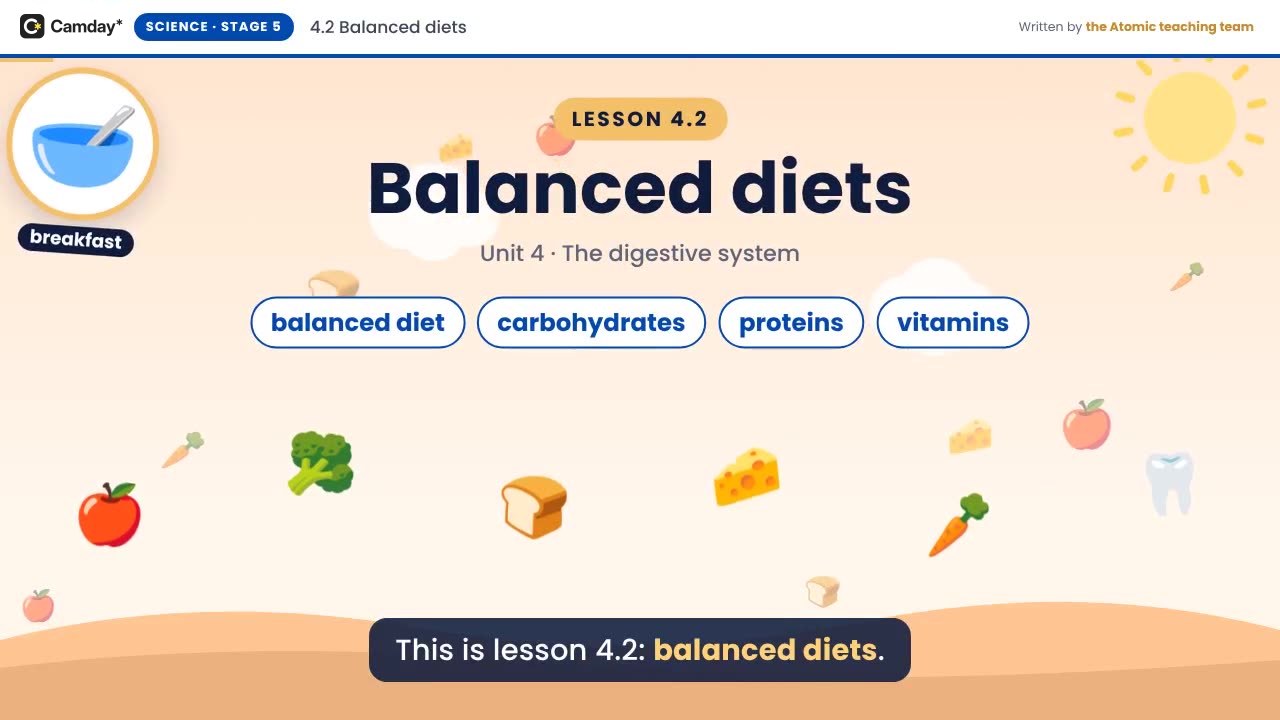 Camday* SCIENCE · STAGE 5 4.2 Balanced diets Written by the Atomic teaching team
breakfast
LESSON 4.2
Balanced diets
Unit 4 · The digestive system
balanced diet carbohydrates proteins vitamins
This is lesson 4.2: balanced diets.